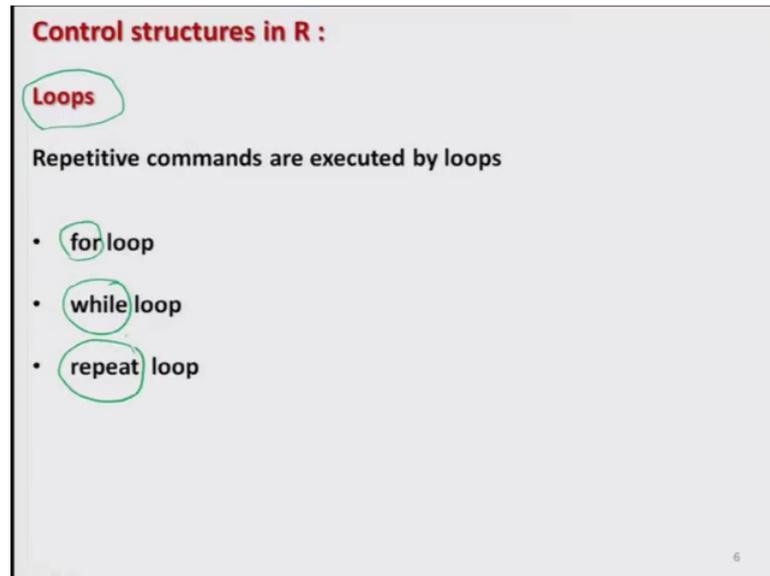 Control structures in R :
Loops
Repetitive commands are executed by loops
• for loop
• while loop
• repeat loop
6